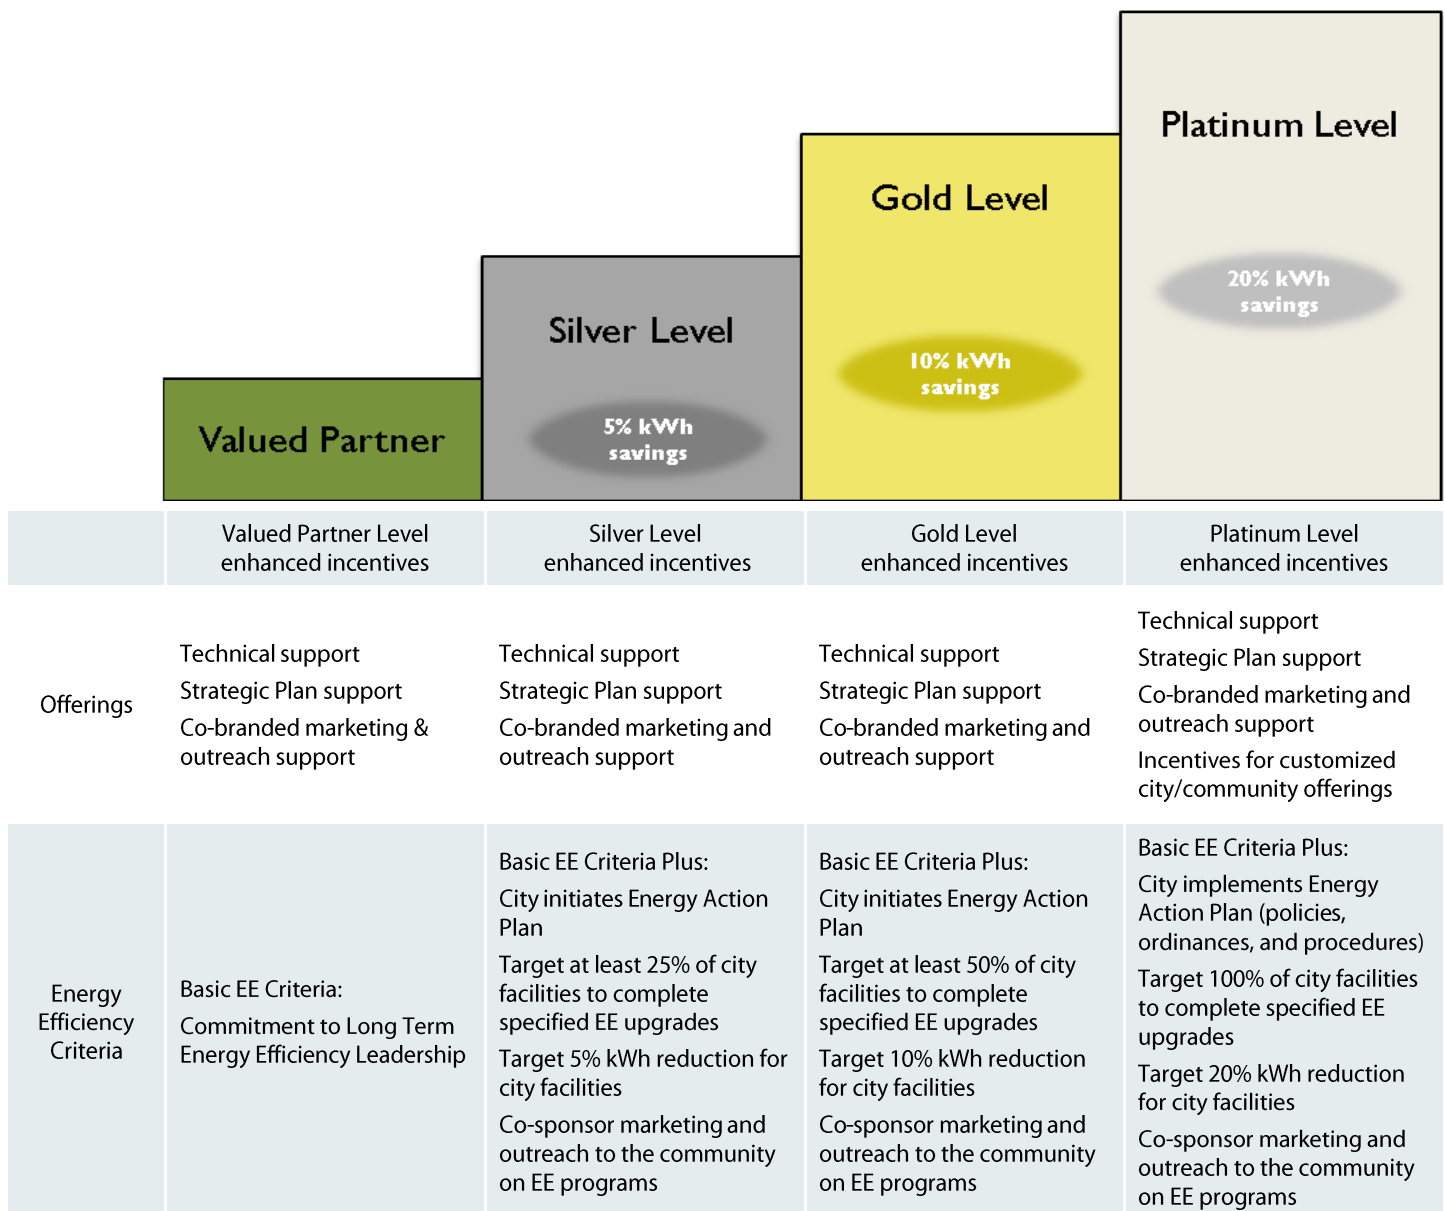 Platinum Level
Gold Level
20% kWh
savings
Silver Level
10% kWh
savings
Valued Partner
5% kWh
savings
Valued Partner Level
enhanced incentives
Silver Level
enhanced incentives
Gold Level
enhanced incentives
Platinum Level
enhanced incentives
Offerings
Technical support
Strategic Plan support
Co-branded marketing &
outreach support
Technical support
Strategic Plan support
Co-branded marketing and
outreach support
Technical support
Strategic Plan support
Co-branded marketing and
outreach support
Technical support
Strategic Plan support
Co-branded marketing and
outreach support
Incentives for customized
city/community offerings
Energy
Efficiency
Criteria
Basic EE Criteria:
Commitment to Long Term
Energy Efficiency Leadership
Basic EE Criteria Plus:
City initiates Energy Action
Plan
Target at least 25% of city
facilities to complete
specified EE upgrades
Target 5% kWh reduction for
city facilities
Co-sponsor marketing and
outreach to the community
on EE programs
Basic EE Criteria Plus:
City initiates Energy Action
Plan
Target at least 50% of city
facilities to complete
specified EE upgrades
Target 10% kWh reduction
for city facilities
Co-sponsor marketing and
outreach to the community
on EE programs
Basic EE Criteria Plus:
City implements Energy
Action Plan (policies,
ordinances, and procedures)
Target 100% of city facilities
to complete specified EE
upgrades
Target 20% kWh reduction
for city facilities
Co-sponsor marketing and
outreach to the community
on EE programs